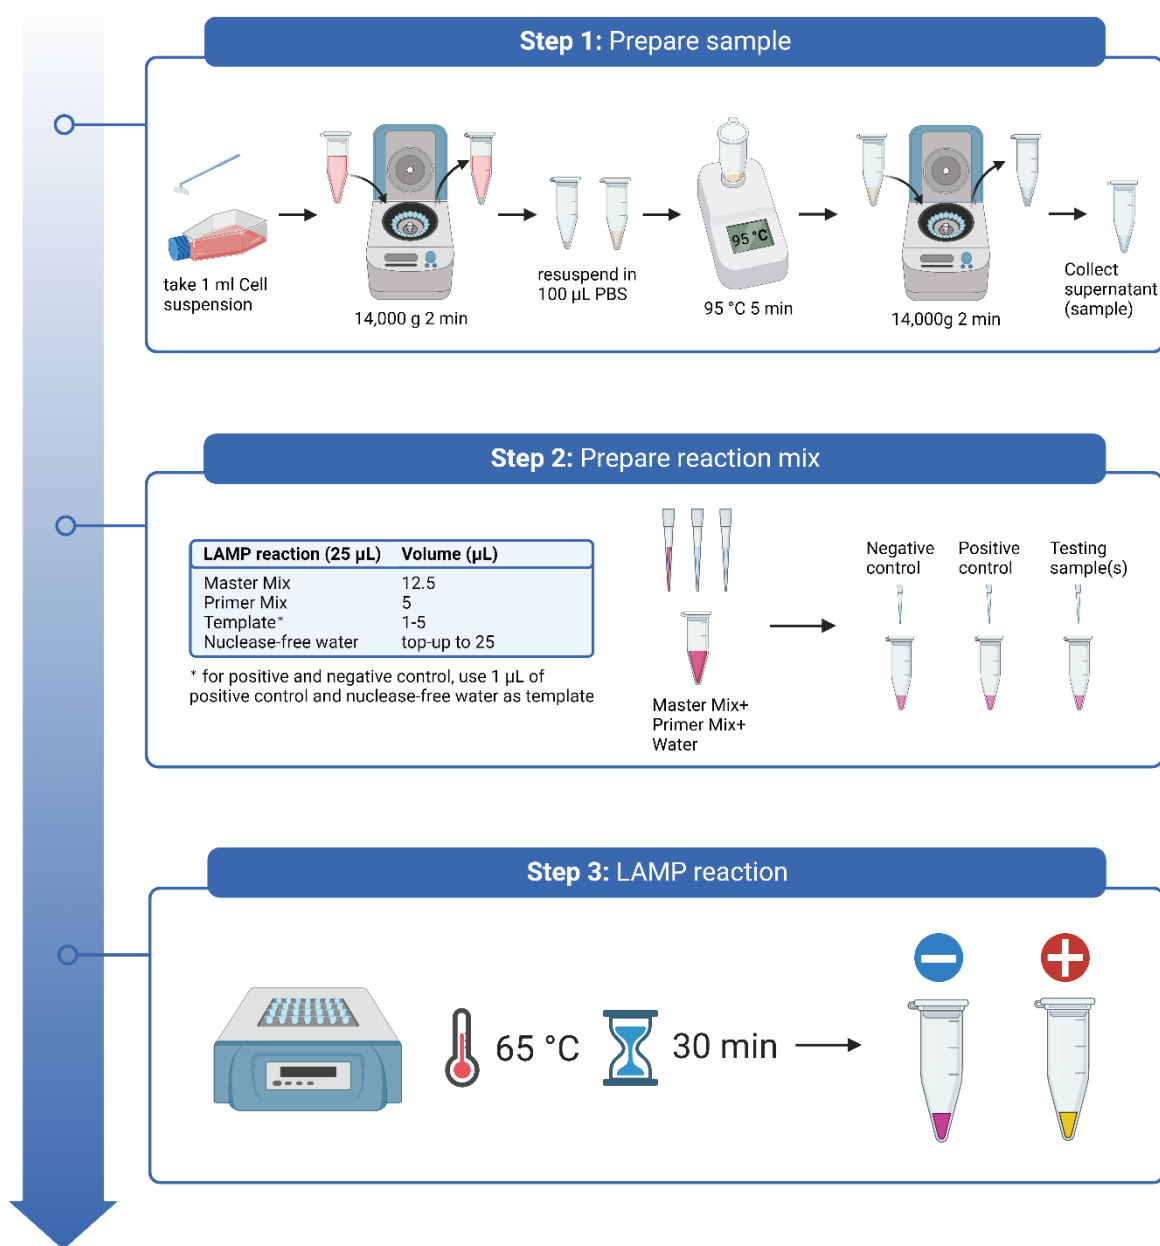 Step 1: Prepare sample
take 1 ml Cell
suspension
14,000 g 2 min
resuspend in
100 µL PBS
95 °C
95 °C 5 min
14,000g 2 min
Collect
supernatant
(sample)
Step 2: Prepare reaction mix
LAMP reaction (25 µL) Volume (µL)
Master Mix 12.5
Primer Mix 5
Template* 1-5
Nuclease-free water top-up to 25
* for positive and negative control, use 1 µL of
positive control and nuclease-free water as template
Master Mix+
Primer Mix+
Water
Negative
control
Positive
control
Testing
sample(s)
Step 3: LAMP reaction
65 °C
30 min